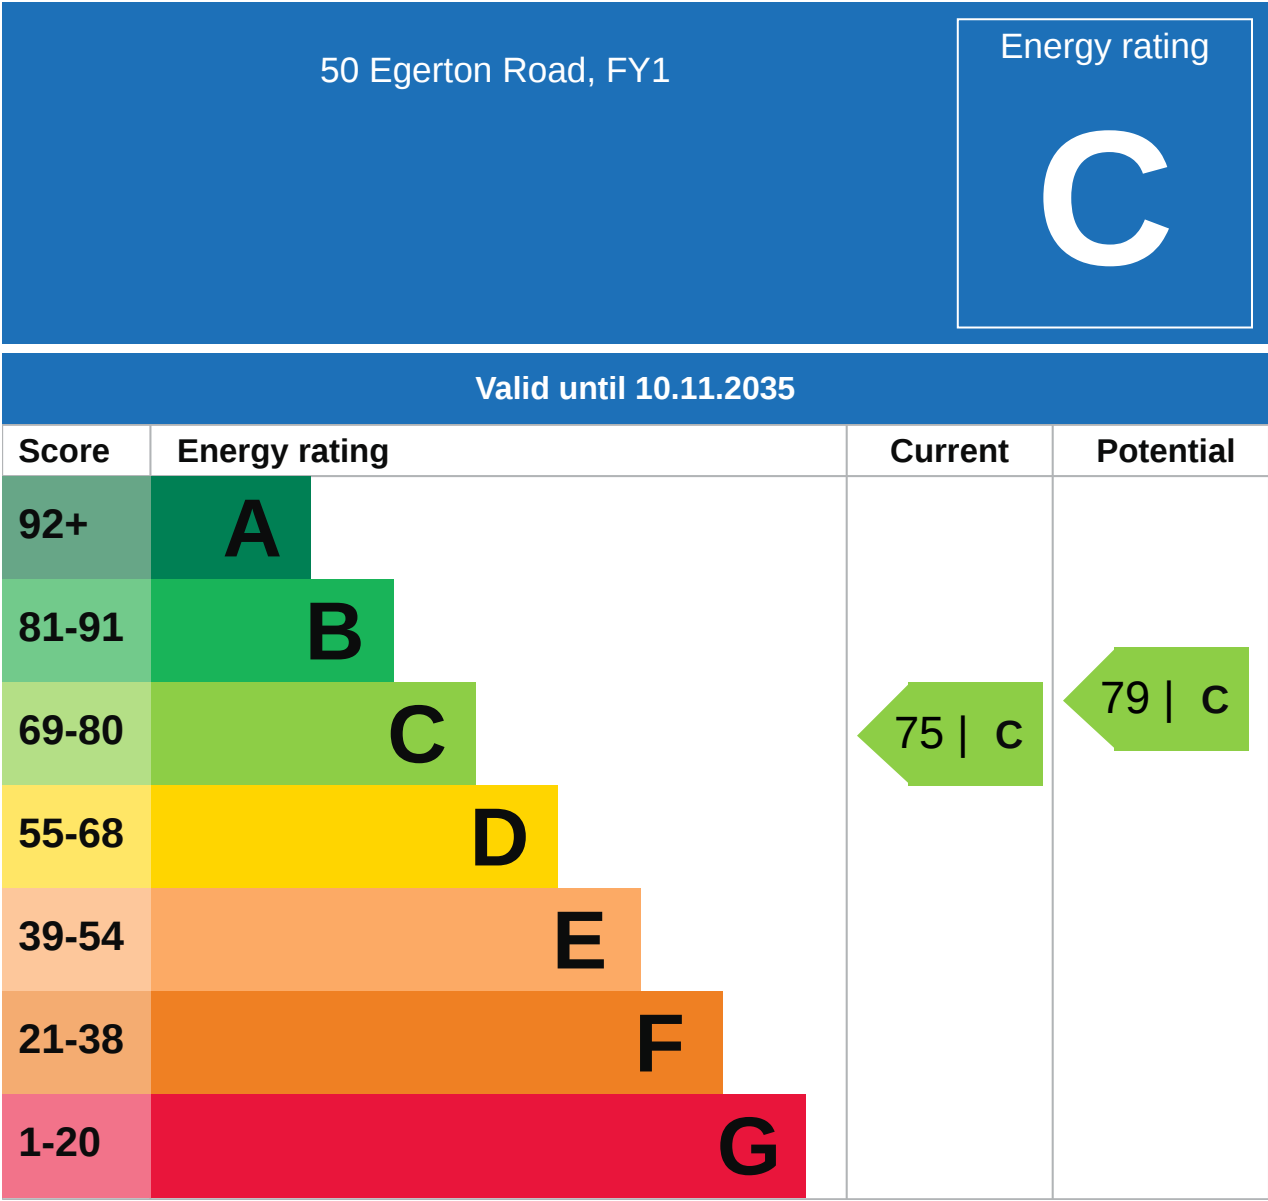 50 Egerton Road, FY1
Energy rating
C
Valid until 10.11.2035
Score Energy rating Current Potential
92+ A
81-91 B
69-80 C 75 | C 79 | C
55-68 D
39-54 E
21-38 F
1-20 G